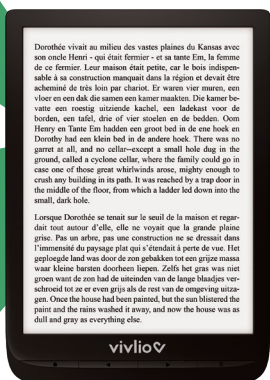 Dorothée vivait au milieu des vastes plaines du Kansas avec
son oncle Henri - qui était fermier - et sa tante Em, la femme
de ce fermier. Leur maison était petite, car le bois indispen-
sable à sa construction manquait dans la région et devait être
acheminé de très loin par chariot. Er waren vier muren, een
vloer en een dak die samen een kamer maakten. Die kamer be-
vatte een roestig uitziende kachel, een ladekast voor de
borden, een tafel, drie of vier stoelen en de bedden. Oom
Henry en Tante Em hadden een groot bed in de ene hoek en
Dorothy had een klein bed in de andere hoek. There was no
garret at all, and no cellar–except a small hole dug in the
ground, called a cyclone cellar, where the family could go in
case one of those great whirlwinds arose, mighty enough to
crush any building in its path. It was reached by a trap door in
the middle of the floor, from which a ladder led down into the
small, dark hole.
Lorsque Dorothée se tenait sur le seuil de la maison et regar-
dait tout autour d’elle, elle ne voyait que la grande plaine
grise. Pas un arbre, pas une construction ne se dressait dans
l’immensité du paysage plat qui s’étendait à perte de vue. Het
geploegde land was door de zon gebakken tot een grijze massa
waar kleine barsten doorheen liepen. Zelfs het gras was niet
groen want de zon had de uiteinden van de lange blaadjes ver-
schroeid tot ze er even grijs als de rest van de omgeving uitza-
gen. Once the house had been painted, but the sun blistered the
paint and the rains washed it away, and now the house was as
dull and gray as everything else.
vivlio